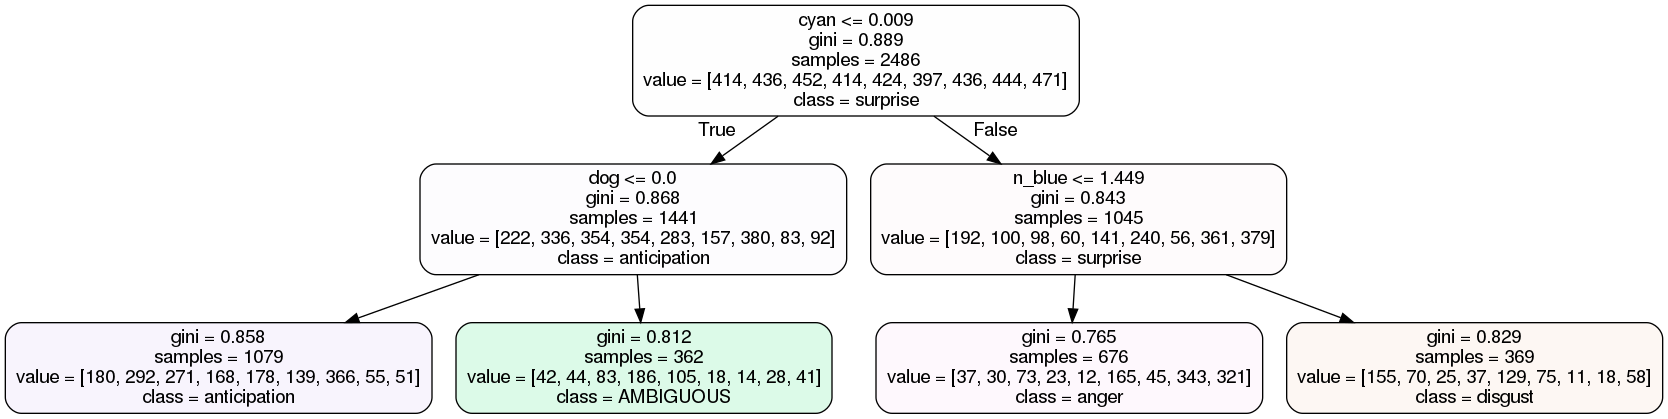 cyan <= 0.009
gini = 0.889
samples = 2486
value = [414, 436, 452, 414, 424, 397, 436, 444, 471]
class = surprise
True
False
dog <= 0.0
gini = 0.868
samples = 1441
value = [222, 336, 354, 354, 283, 157, 380, 83, 92]
class = anticipation
n_blue <= 1.449
gini = 0.843
samples = 1045
value = [192, 100, 98, 60, 141, 240, 56, 361, 379]
class = surprise
gini = 0.858
samples = 1079
value = [180, 292, 271, 168, 178, 139, 366, 55, 51]
class = anticipation
gini = 0.812
samples = 362
value = [42, 44, 83, 186, 105, 18, 14, 28, 41]
class = AMBIGUOUS
gini = 0.765
samples = 676
value = [37, 30, 73, 23, 12, 165, 45, 343, 321]
class = anger
gini = 0.829
samples = 369
value = [155, 70, 25, 37, 129, 75, 11, 18, 58]
class = disgust